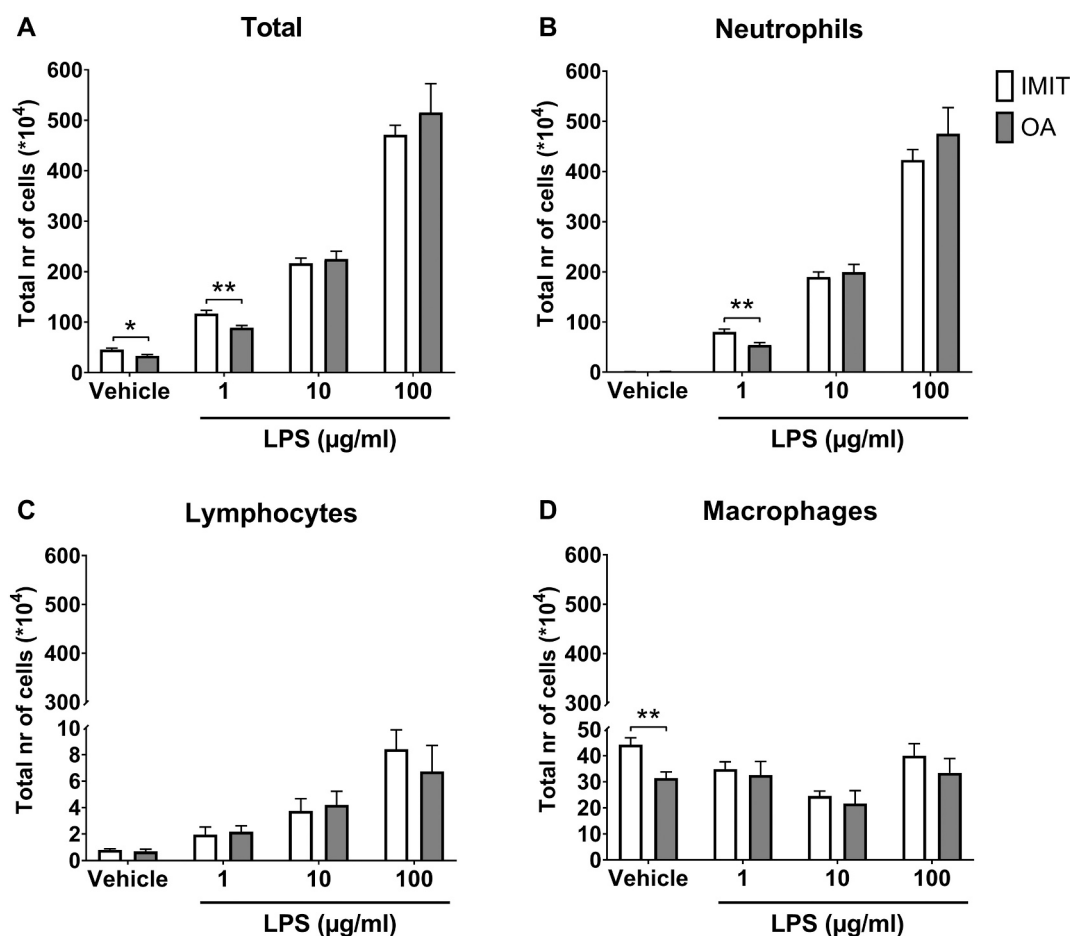 A
Total
Total nr of cells (*10⁴)
600
500
400
300
200
100
0
*
**
Vehicle
1
10
100
LPS (µg/ml)
B
Neutrophils
Total nr of cells (*10⁴)
600
500
400
300
200
100
0
**
Vehicle
1
10
100
LPS (µg/ml)
IMIT
OA
C
Lymphocytes
Total nr of cells (*10⁴)
600
500
400
300
10
8
6
4
2
0
Vehicle
1
10
100
LPS (µg/ml)
D
Macrophages
Total nr of cells (*10⁴)
600
500
400
300
50
40
30
20
10
0
**
Vehicle
1
10
100
LPS (µg/ml)